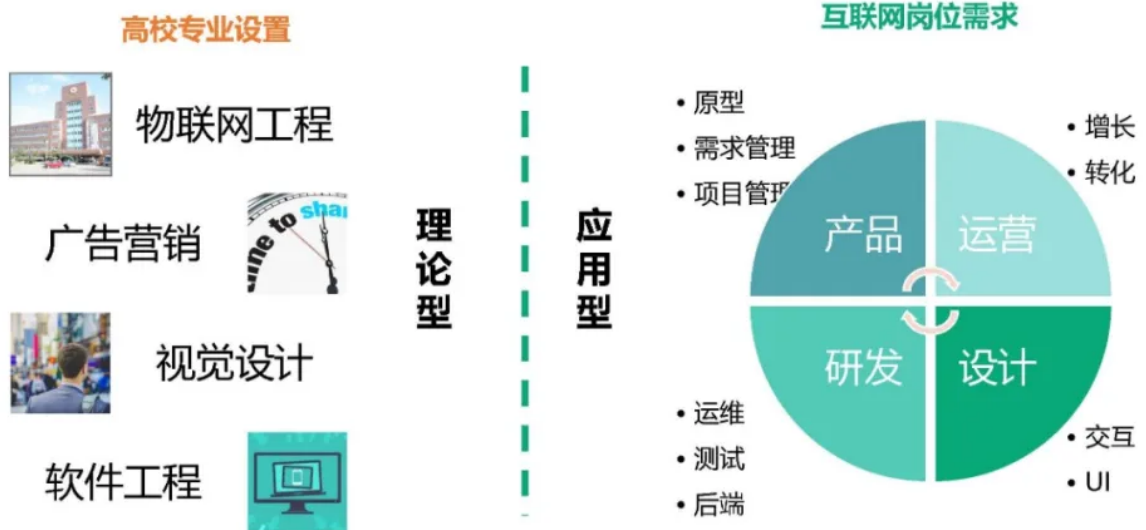 高校专业设置
物联网工程
广告营销
time to shar
视觉设计
软件工程
理论型
应用型
互联网岗位需求
• 原型
• 需求管理
• 项目管理
• 增长
• 转化
产品
运营
研发
设计
• 运维
• 测试
• 后端
• 交互
• UI